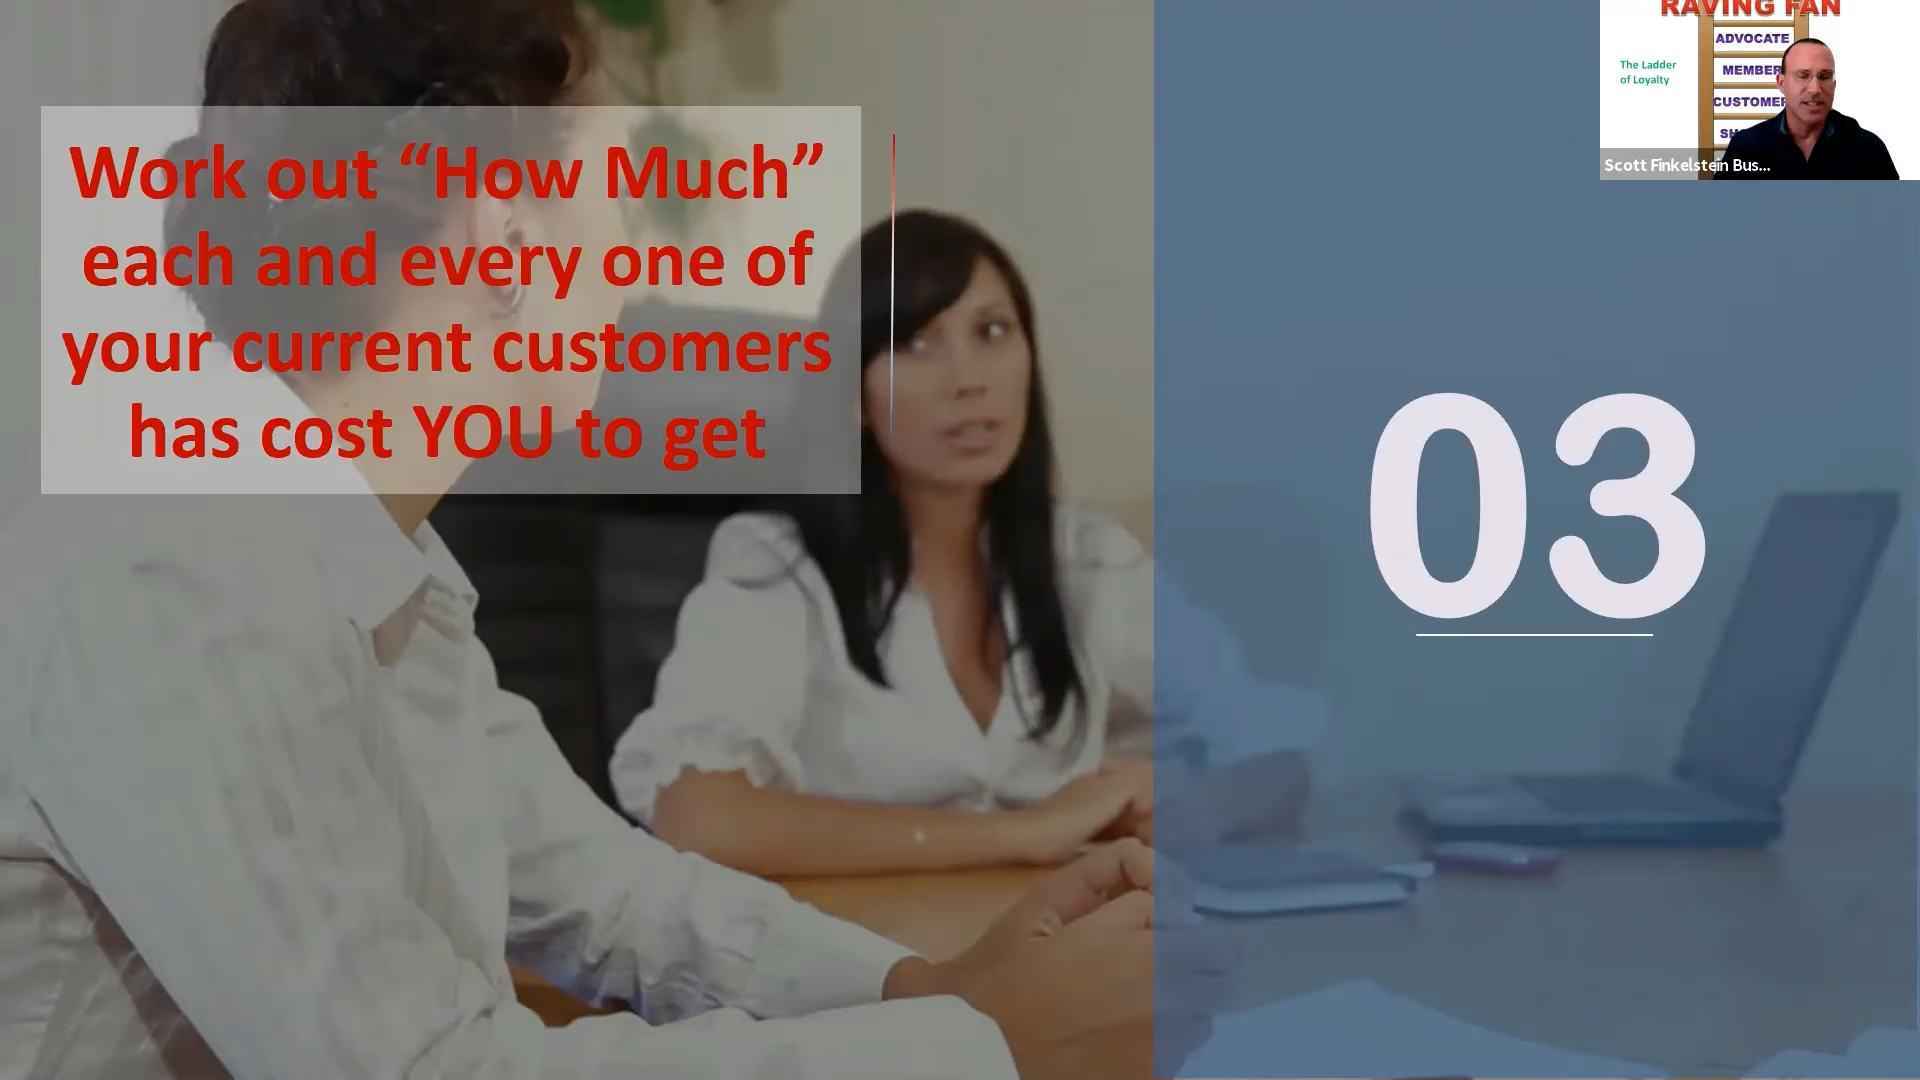 Work out “How Much”
each and every one of
your current customers
has cost YOU to get
03
RAVING FAN
ADVOCATE
The Ladder
of Loyalty
MEMBER
CUSTOMER
Scott Finkelstein Bus...